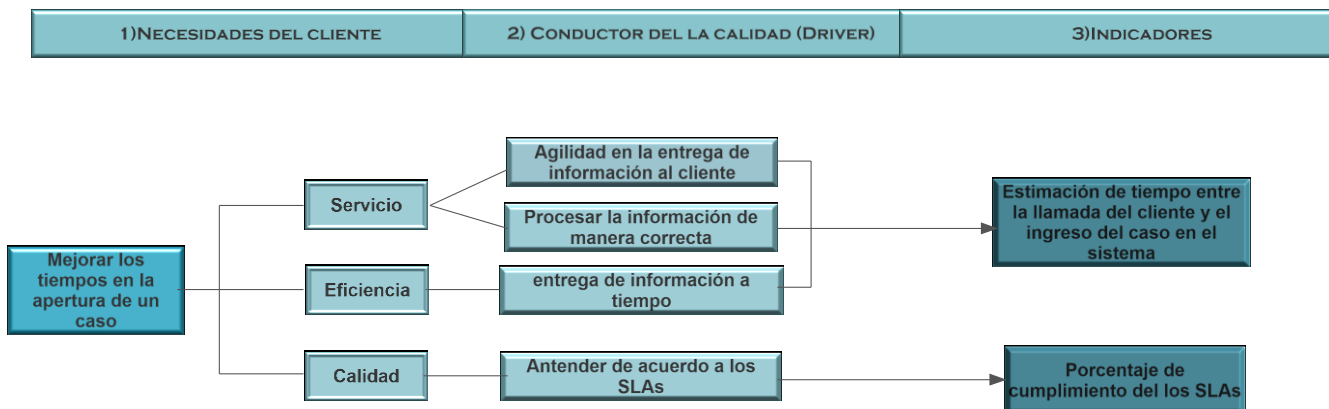 1)NECESIDADES DEL CLIENTE
2) CONDUCTOR DEL LA CALIDAD (DRIVER)
3)INDICADORES
Agilidad en la entrega de
información al cliente
Servicio
Procesar la información de
manera correcta
Estimación de tiempo entre
la llamada del cliente y el
ingreso del caso en el
sistema
Mejorar los
tiempos en la
apertura de un
caso
Eficiencia
entrega de información a
tiempo
Calidad
Antender de acuerdo a los
SLAs
Porcentaje de
cumplimiento del los SLAs